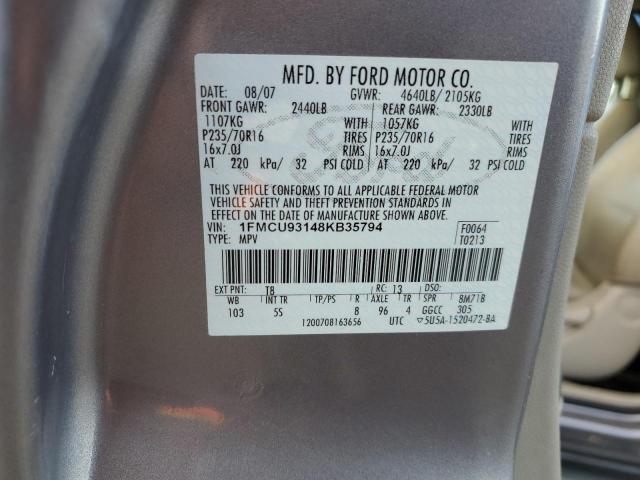 MFD. BY FORD MOTOR CO.
DATE: 08/07 GVWR: 4640LB/ 2105KG
FRONT GAWR: 2440LB REAR GAWR: 2330LB
1107KG WITH 1057KG WITH
P235/70R16 TIRES P235/70R16 TIRES
16x7.0J RIMS 16x7.0J RIMS
AT 220 kPa/ 32 PSI COLD AT 220 kPa/ 32 PSI COLD
THIS VEHICLE CONFORMS TO ALL APPLICABLE FEDERAL MOTOR
VEHICLE SAFETY AND THEFT PREVENTION STANDARDS IN
EFFECT ON THE DATE OF MANUFACTURE SHOWN ABOVE.
VIN: 1FMCU93148KB35794 F0064
TYPE: MPV T0213
EXT PNT: T8 RC: 13 DSO:
WB INT TR TP/PS R AXLE TR SPR 8M71B
103 5S 8 96 4 GGCC 305
1200708163656 UTC ▽5U5A-1520472-BA
Ford